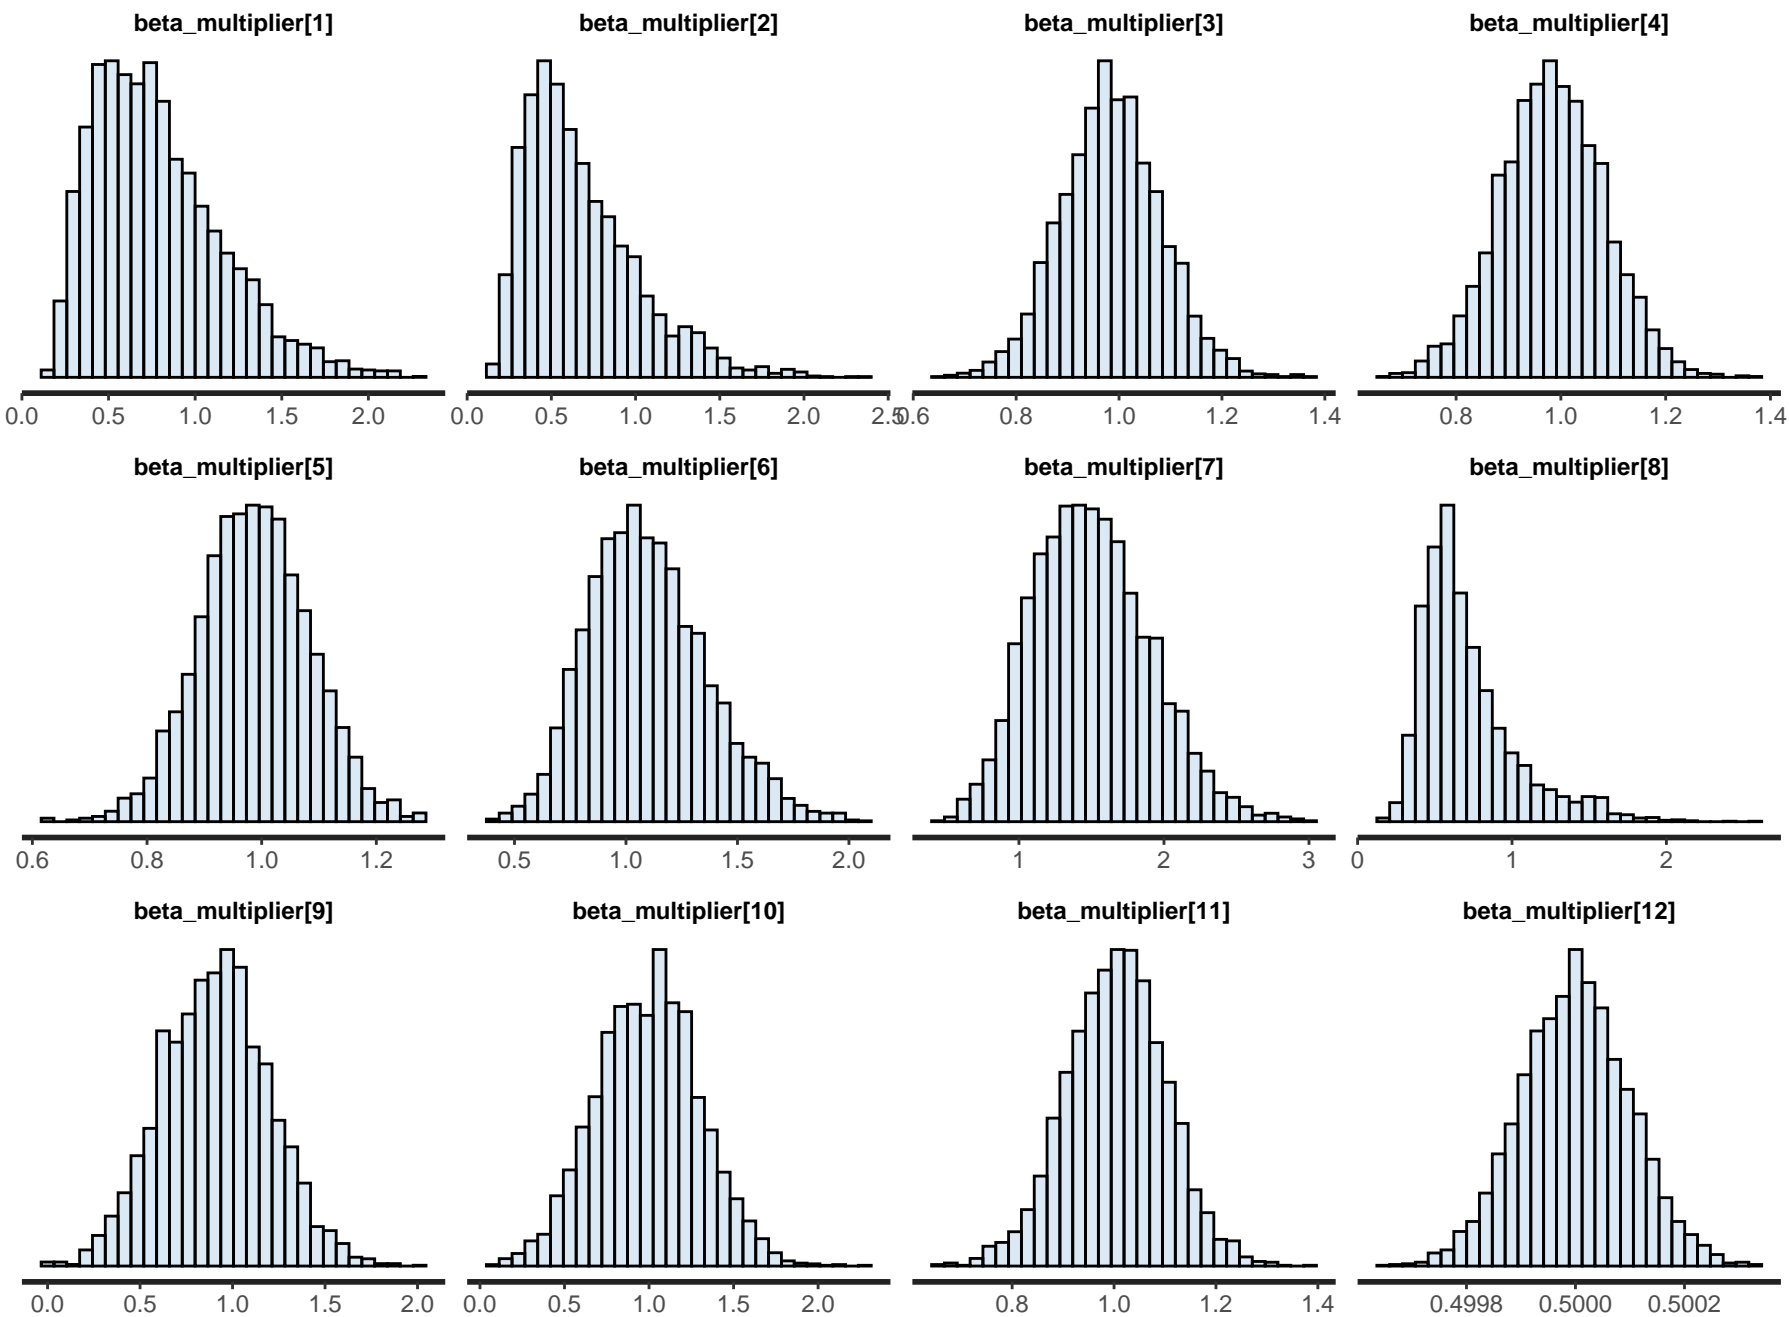 beta_multiplier[1] beta_multiplier[2] beta_multiplier[3] beta_multiplier[4]
0.0 0.5 1.0 1.5 2.0 0.0 0.5 1.0 1.5 2.0 2.5 0.6 0.8 1.0 1.2 1.4 0.8 1.0 1.2 1.4
beta_multiplier[5] beta_multiplier[6] beta_multiplier[7] beta_multiplier[8]
0.6 0.8 1.0 1.2 0.5 1.0 1.5 2.0 1 2 3 0 1 2
beta_multiplier[9] beta_multiplier[10] beta_multiplier[11] beta_multiplier[12]
0.0 0.5 1.0 1.5 2.0 0.0 0.5 1.0 1.5 2.0 0.8 1.0 1.2 1.4 0.4998 0.5000 0.5002